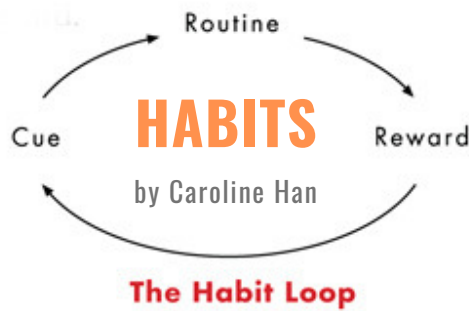 Routine
Cue
HABITS
Reward
by Caroline Han
The Habit Loop